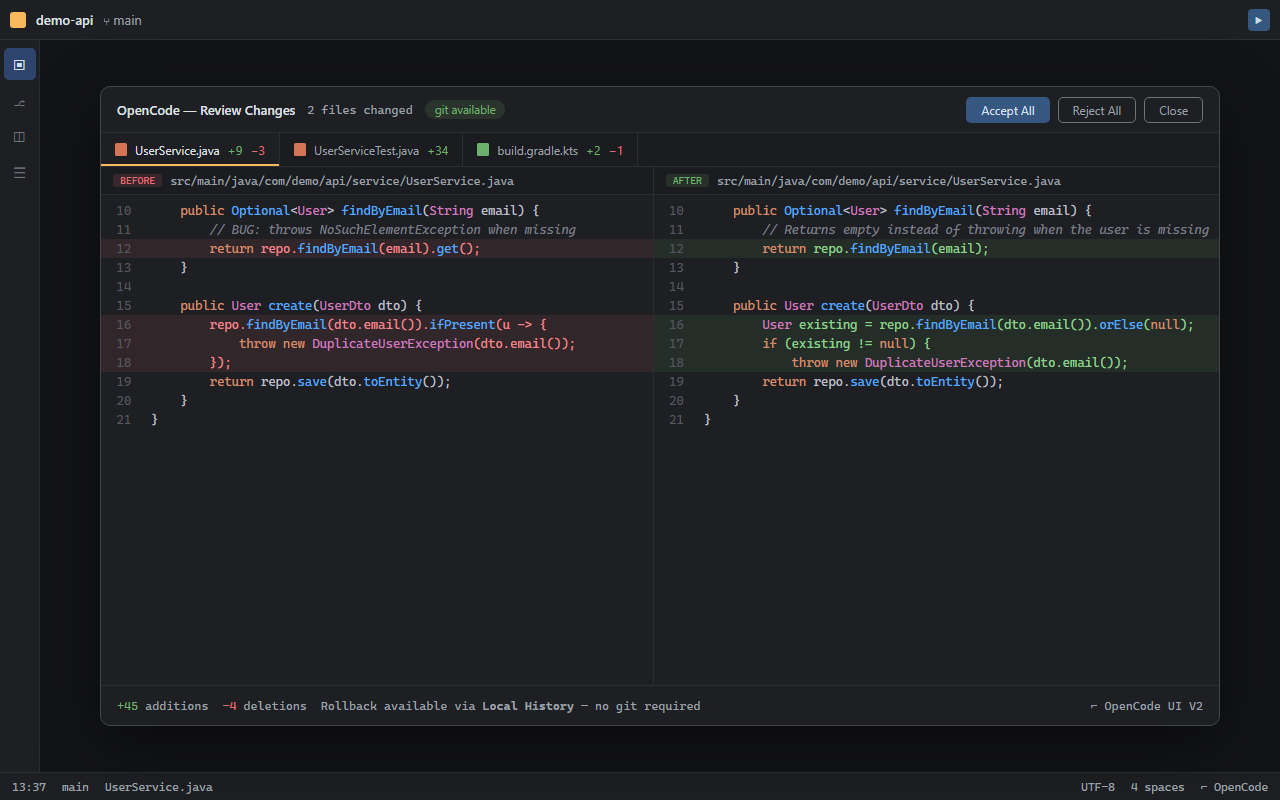 demo-api main
OpenCode — Review Changes 2 files changed git available Accept All Reject All Close
UserService.java +9 −3 UserServiceTest.java +34 build.gradle.kts +2 −1
BEFORE src/main/java/com/demo/api/service/UserService.java
10 public Optional<User> findByEmail(String email) {
11 // BUG: throws NoSuchElementException when missing
12 return repo.findByEmail(email).get();
13 }
14
15 public User create(UserDto dto) {
16 repo.findByEmail(dto.email()).ifPresent(u -> {
17 throw new DuplicateUserException(dto.email());
18 });
19 return repo.save(dto.toEntity());
20 }
21 }
AFTER src/main/java/com/demo/api/service/UserService.java
10 public Optional<User> findByEmail(String email) {
11 // Returns empty instead of throwing when the user is missing
12 return repo.findByEmail(email);
13 }
14
15 public User create(UserDto dto) {
16 User existing = repo.findByEmail(dto.email()).orElse(null);
17 if (existing != null) {
18 throw new DuplicateUserException(dto.email());
19 return repo.save(dto.toEntity());
20 }
21 }
+45 additions −4 deletions Rollback available via Local History — no git required ⌐ OpenCode UI V2
13:37 main UserService.java UTF-8 4 spaces ⌐ OpenCode